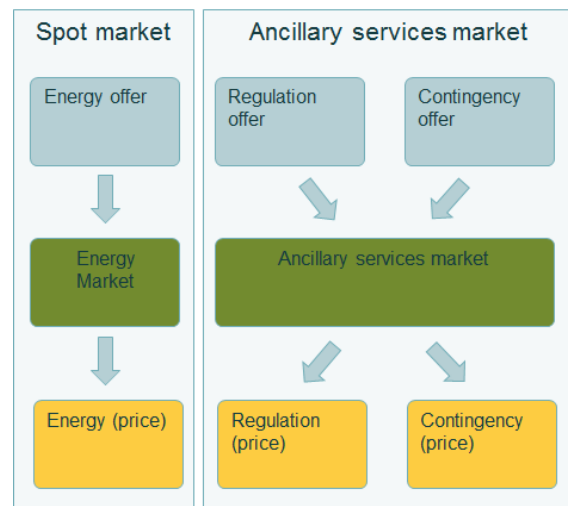 Spot market
Energy offer
Energy
Market
Energy (price)
Ancillary services market
Regulation
offer
Contingency
offer
Ancillary services market
Regulation
(price)
Contingency
(price)